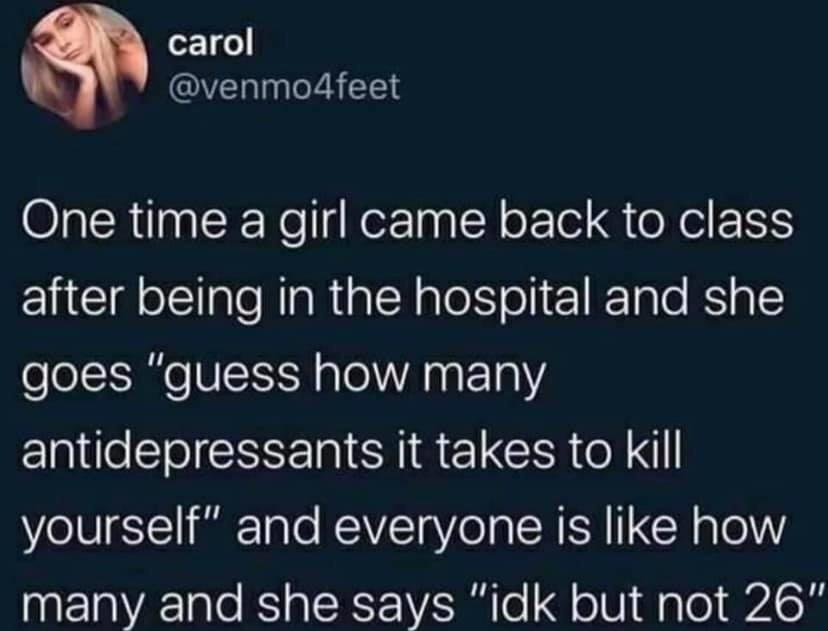 carol
@venmo4feet
One time a girl came back to class
after being in the hospital and she
goes "guess how many
antidepressants it takes to kill
yourself" and everyone is like how
many and she says "idk but not 26"